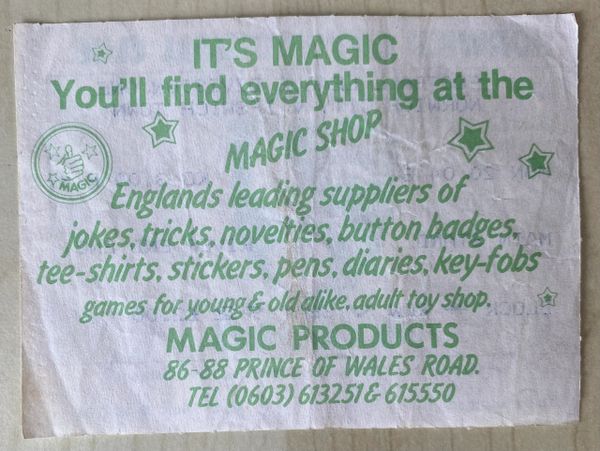 IT'S MAGIC
You'll find everything at the
MAGIC SHOP
MAGIC
Englands leading suppliers of
jokes, tricks, novelties, button badges,
tee-shirts, stickers, pens, diaries, key-fobs
games for young & old alike, adult toy shop.
MAGIC PRODUCTS
86-88 PRINCE OF WALES ROAD.
TEL (0603) 613251 & 615550